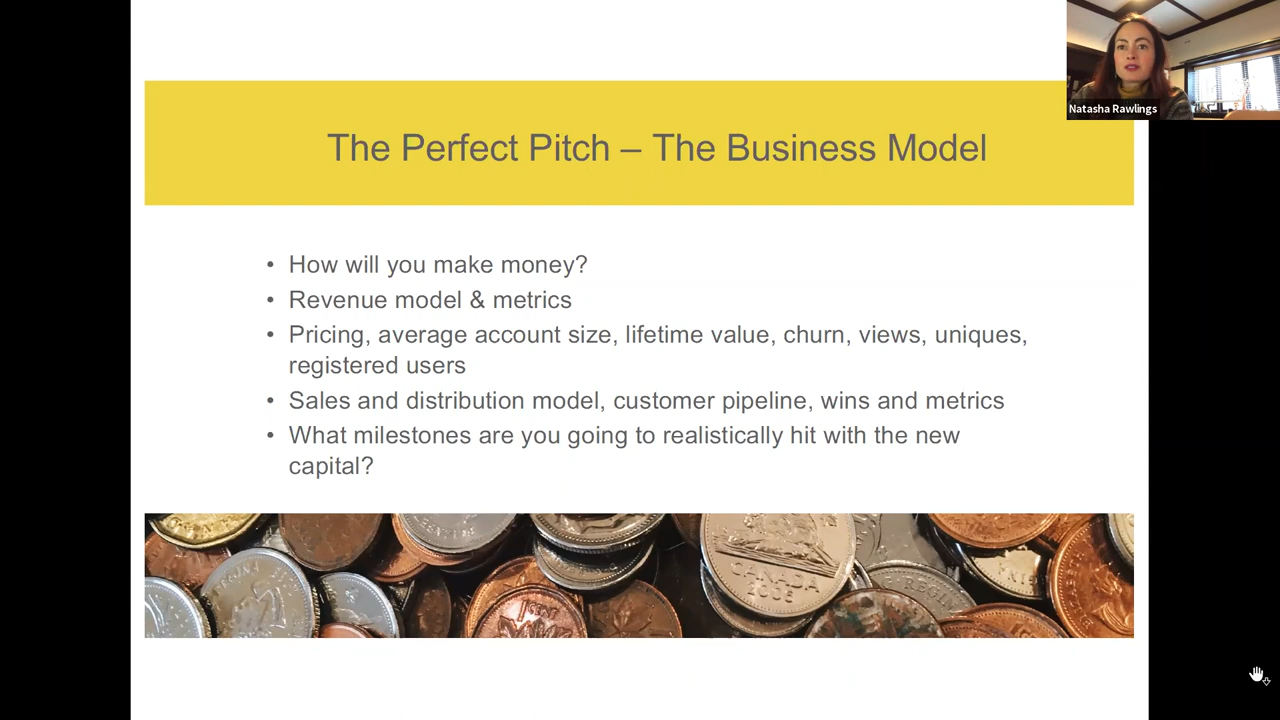 Natasha Rawlings
The Perfect Pitch – The Business Model
• How will you make money?
• Revenue model & metrics
• Pricing, average account size, lifetime value, churn, views, uniques,
registered users
• Sales and distribution model, customer pipeline, wins and metrics
• What milestones are you going to realistically hit with the new
capital?
CANADA
1 CENT